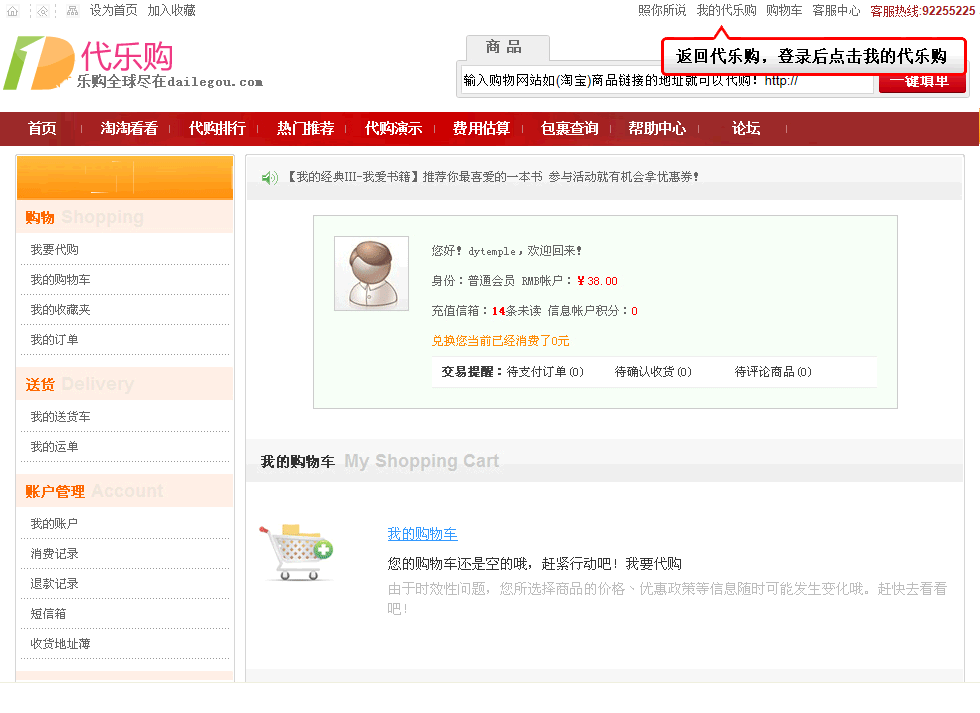 设为首页 加入收藏
照你所说 我的代乐购 购物车 客服中心 客服热线:92255225
代乐购
乐购全球尽在dailegou.com
商 品
返回代乐购，登录后点击我的代乐购
输入购物网站如(淘宝)商品链接的地址就可以代购! http://
一键填单
首页 淘淘看看 代购排行 热门推荐 代购演示 费用估算 包裹查询 帮助中心 论坛
购物 Shopping
我要代购
我的购物车
我的收藏夹
我的订单
送货 Delivery
我的送货车
我的运单
账户管理 Account
我的账户
消费记录
退款记录
短信箱
收货地址薄
【我的经典III-我爱书籍】推荐你最喜爱的一本书 参与活动就有机会拿优惠券!
您好! dytemple，欢迎回来!
身份：普通会员 RMB帐户：¥ 38.00
充值信箱：14条未读 信息帐户积分：0
兑换您当前已经消费了0元
交易提醒：待支付订单(0) 待确认收货(0) 待评论商品(0)
我的购物车 My Shopping Cart
我的购物车
您的购物车还是空的哦，赶紧行动吧！我要代购
由于时效性问题，您所选择商品的价格、优惠政策等信息随时可能发生变化哦。赶快去看看
吧！